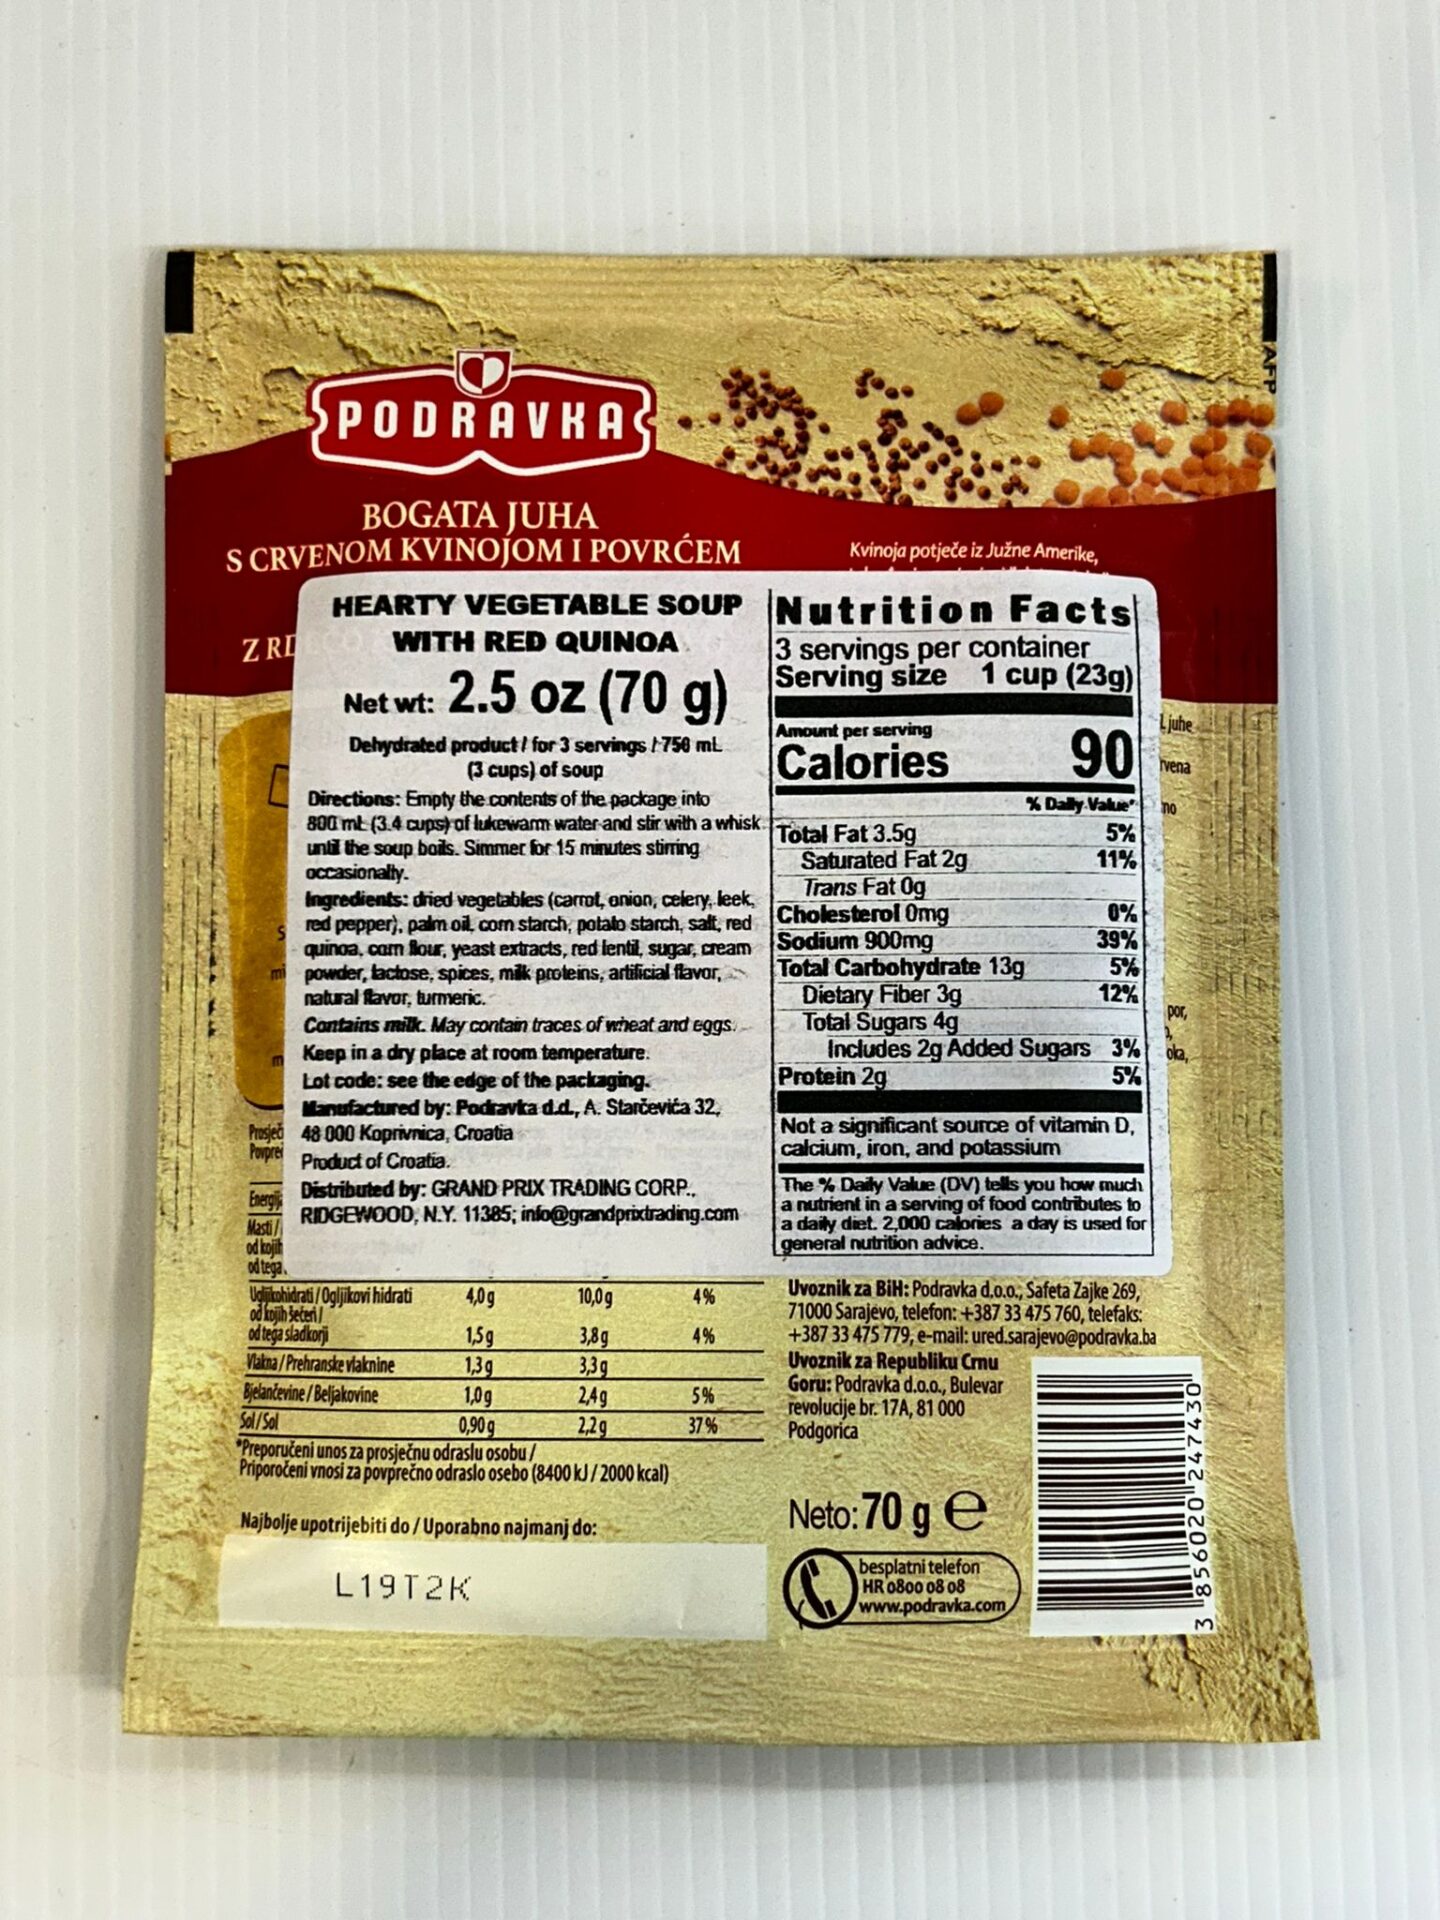 AFP
PODRAVKA
BOGATA JUHA
S CRVENOM KVINOJOM I POVRĆEM
Kvinoja potječe iz Južne Amerike,
Z
HEARTY VEGETABLE SOUP
WITH RED QUINOA
Net wt: 2.5 oz (70 g)
Dehydrated product / for 3 servings / 750 mL
(3 cups) of soup
Directions: Empty the contents of the package into
800 mL (3.4 cups) of lukewarm water and stir with a whisk
until the soup boils. Simmer for 15 minutes stirring
occasionally.
Ingredients: dried vegetables (carrot, onion, celery, leek,
red pepper), palm oil, corn starch, potato starch, salt, red
quinoa, corn flour, yeast extracts, red lentil, sugar, cream
powder, lactose, spices, milk proteins, artificial flavor,
natural flavor, turmeric.
Contains milk. May contain traces of wheat and eggs.
Keep in a dry place at room temperature.
Lot code: see the edge of the packaging.
Manufactured by: Podravka d.d., A. Starčevića 32,
48 000 Koprivnica, Croatia
Product of Croatia.
Distributed by: GRAND PRIX TRADING CORP.,
RIDGEWOOD, N.Y. 11385; info@grandprixtrading.com
Nutrition Facts
3 servings per container
Serving size 1 cup (23g)
Amount per serving
Calories 90
% Daily Value*
Total Fat 3.5g 5%
Saturated Fat 2g 11%
Trans Fat 0g
Cholesterol 0mg 0%
Sodium 900mg 39%
Total Carbohydrate 13g 5%
Dietary Fiber 3g 12%
Total Sugars 4g
Includes 2g Added Sugars 3%
Protein 2g 5%
Not a significant source of vitamin D,
calcium, iron, and potassium
The % Daily Value (DV) tells you how much
a nutrient in a serving of food contributes to
a daily diet. 2,000 calories a day is used for
general nutrition advice.
juhe
por,
Masti /
od kojih
od tega
Ugljikohidrati / Ogljikovi hidrati 4,0 g 10,0 g 4 %
od kojih šećeri /
od tega sladkorji 1,5 g 3,8 g 4 %
Vlakna / Prehranske vlaknine 1,3 g 3,3 g
Bjelančevine / Beljakovine 1,0 g 2,4 g 5 %
Sol / Sol 0,90 g 2,2 g 37 %
*Preporučeni unos za prosječnu odraslu osobu /
Priporočeni vnosi za povprečno odraslo osebo (8400 kJ / 2000 kcal)
Najbolje upotrijebiti do / Uporabno najmanj do:
L19T2K
Uvoznik za BiH: Podravka d.o.o., Safeta Zajke 269,
71000 Sarajevo, telefon: +387 33 475 760, telefaks:
+387 33 475 779, e-mail: ured.sarajevo@podravka.ba
Uvoznik za Republiku Crnu
Goru: Podravka d.o.o., Bulevar
revolucije br. 17A, 81 000
Podgorica
Neto: 70 g e
besplatni telefon
HR 0800 08 08
www.podravka.com
3 856020 247430